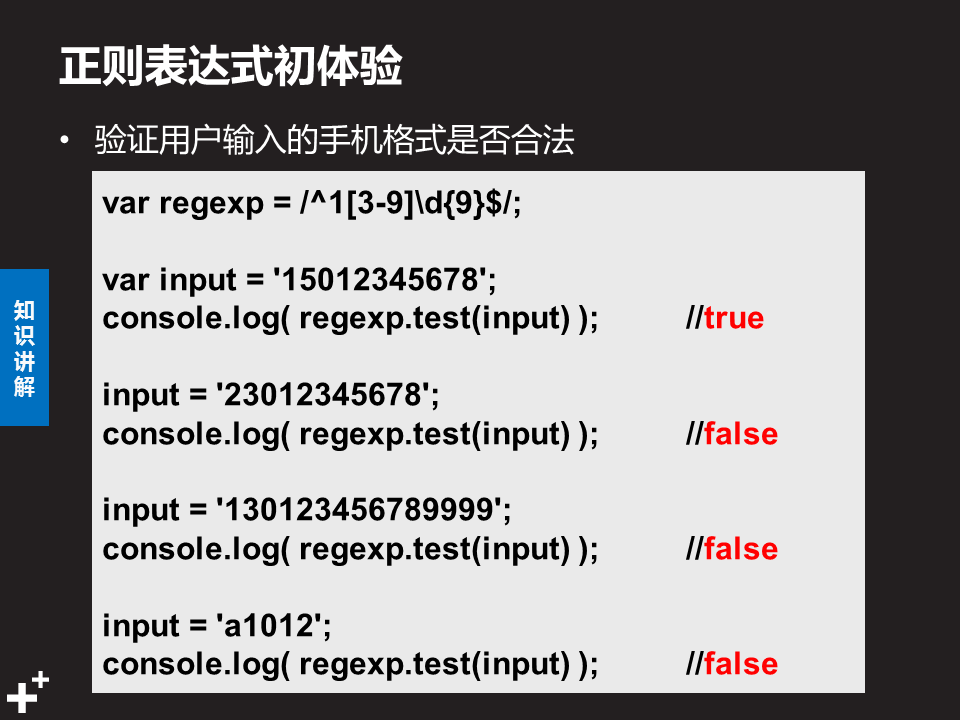 正则表达式初体验
• 验证用户输入的手机格式是否合法
var regexp = /^1[3-9]\d{9}$/;
var input = '15012345678';
console.log( regexp.test(input) ); //true
input = '23012345678';
console.log( regexp.test(input) ); //false
input = '130123456789999';
console.log( regexp.test(input) ); //false
input = 'a1012';
console.log( regexp.test(input) ); //false
知
识
讲
解